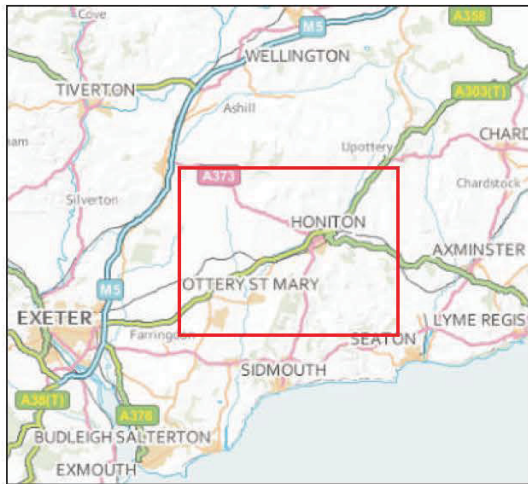 Cove
M5
A358
WELLINGTON
TIVERTON
A303(T)
Ashill
CHARD
ham
Upottery
A373
Chardstock
Silverton
HONITON
AXMINSTER
M5
OTTERY ST MARY
EXETER
LYME REGIS
Farringdon
SEATON
SIDMOUTH
A38(T)
A376
BUDLEIGH SALTERTON
EXMOUTH